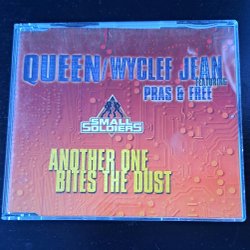 QUEEN/WYCLEF JEAN
FEATURING
PRAS & FREE
SMALL
SOLDIERS
ANOTHER ONE
BITES THE DUST